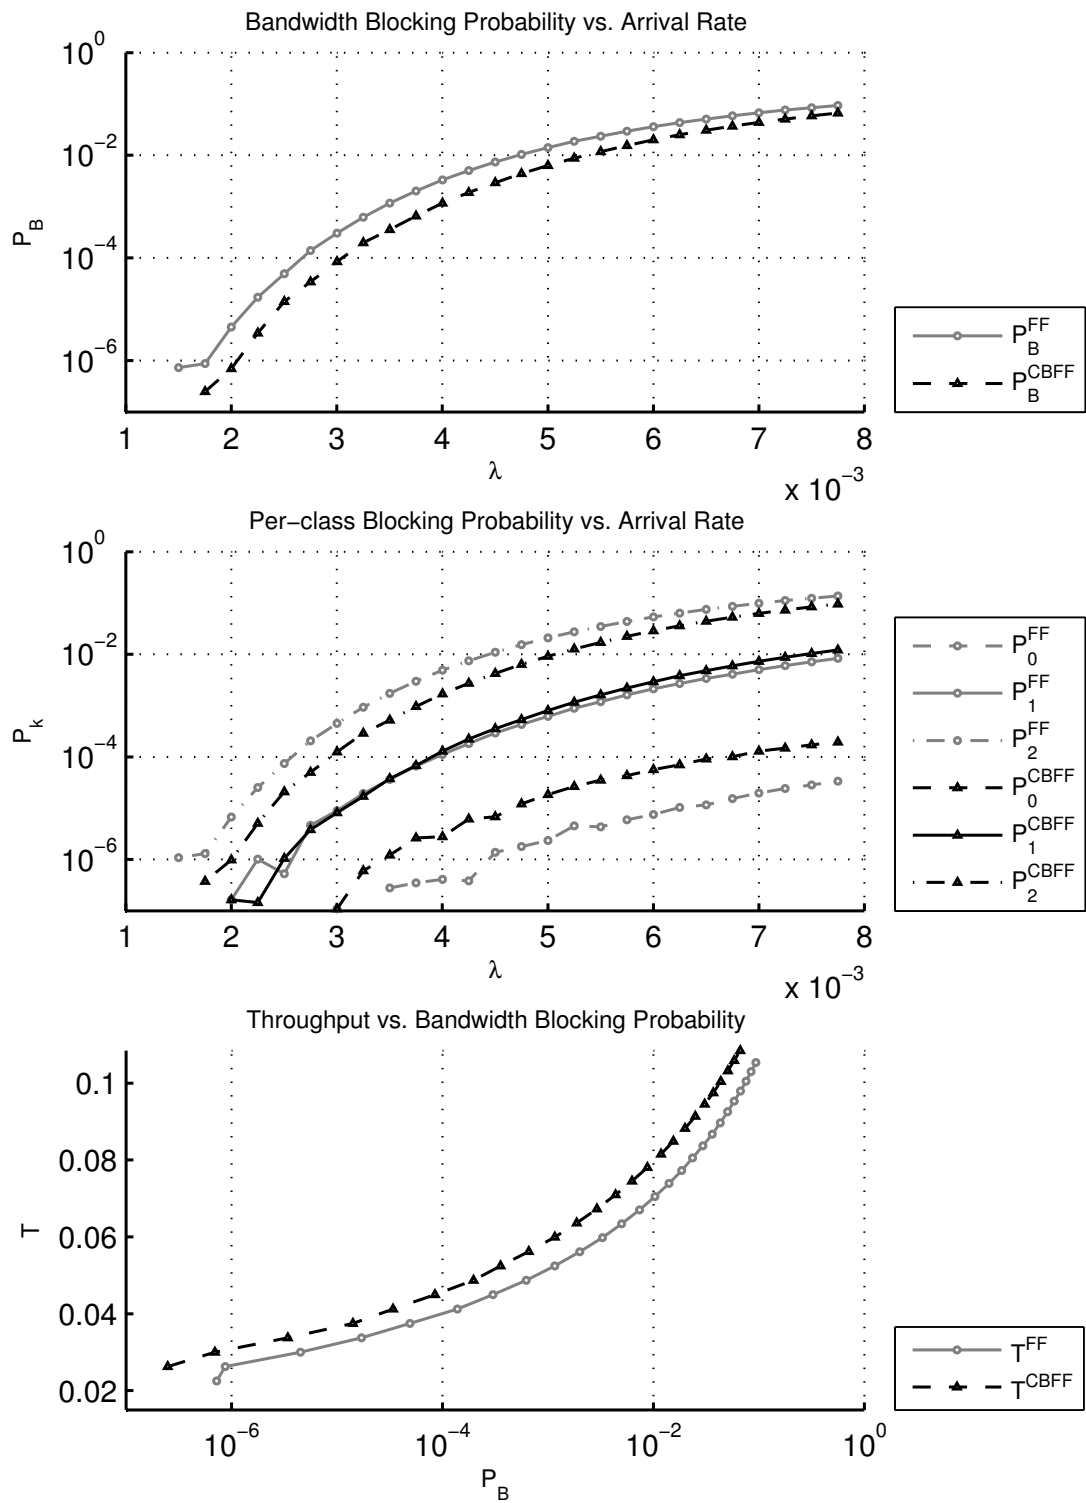 Bandwidth Blocking Probability vs. Arrival Rate
10^0
10^−2
10^−4
10^−6
P_B
1 2 3 4 5 6 7 8
λ
x 10^−3
P_B^FF
P_B^CBFF
Per−class Blocking Probability vs. Arrival Rate
10^0
10^−2
10^−4
10^−6
P_k
1 2 3 4 5 6 7 8
λ
x 10^−3
P_0^FF
P_1^FF
P_2^FF
P_0^CBFF
P_1^CBFF
P_2^CBFF
Throughput vs. Bandwidth Blocking Probability
0.1
0.08
0.06
0.04
0.02
T
10^−6 10^−4 10^−2 10^0
P_B
T^FF
T^CBFF